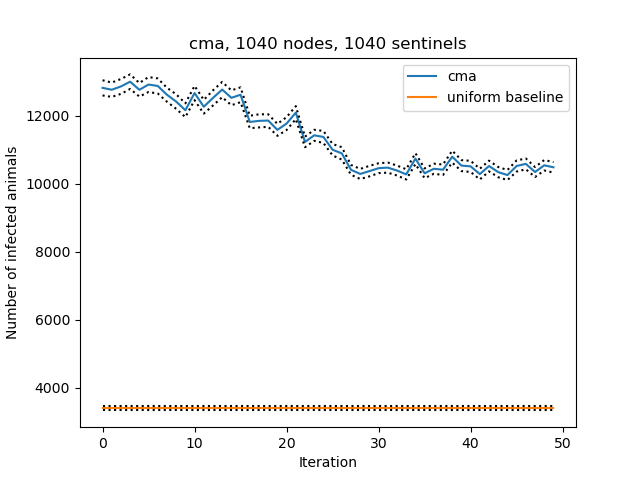 cma, 1040 nodes, 1040 sentinels
cma
uniform baseline
12000
10000
8000
6000
4000
Number of infected animals
0 10 20 30 40 50
Iteration